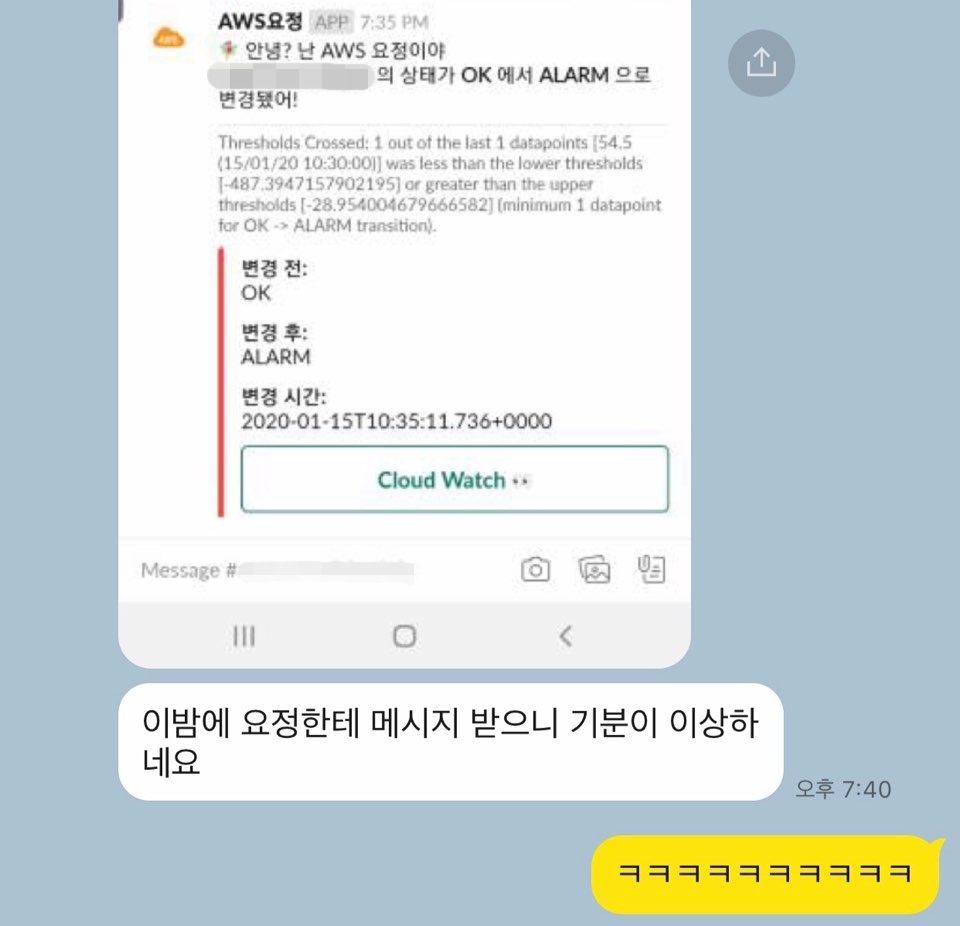 AWS요정 APP 7:35 PM
안녕? 난 AWS 요정이야
의 상태가 OK 에서 ALARM 으로
변경됐어!
Thresholds Crossed: 1 out of the last 1 datapoints [54.5
(15/01/20 10:30:00)] was less than the lower thresholds
[-487.3947157902195] or greater than the upper
thresholds [-28.954004679666582] (minimum 1 datapoint
for OK -> ALARM transition).
변경 전:
OK
변경 후:
ALARM
변경 시간:
2020-01-15T10:35:11.736+0000
Cloud Watch
Message #
이밤에 요정한테 메시지 받으니 기분이 이상하
네요
오후 7:40
ㅋㅋㅋㅋㅋㅋㅋㅋㅋㅋ